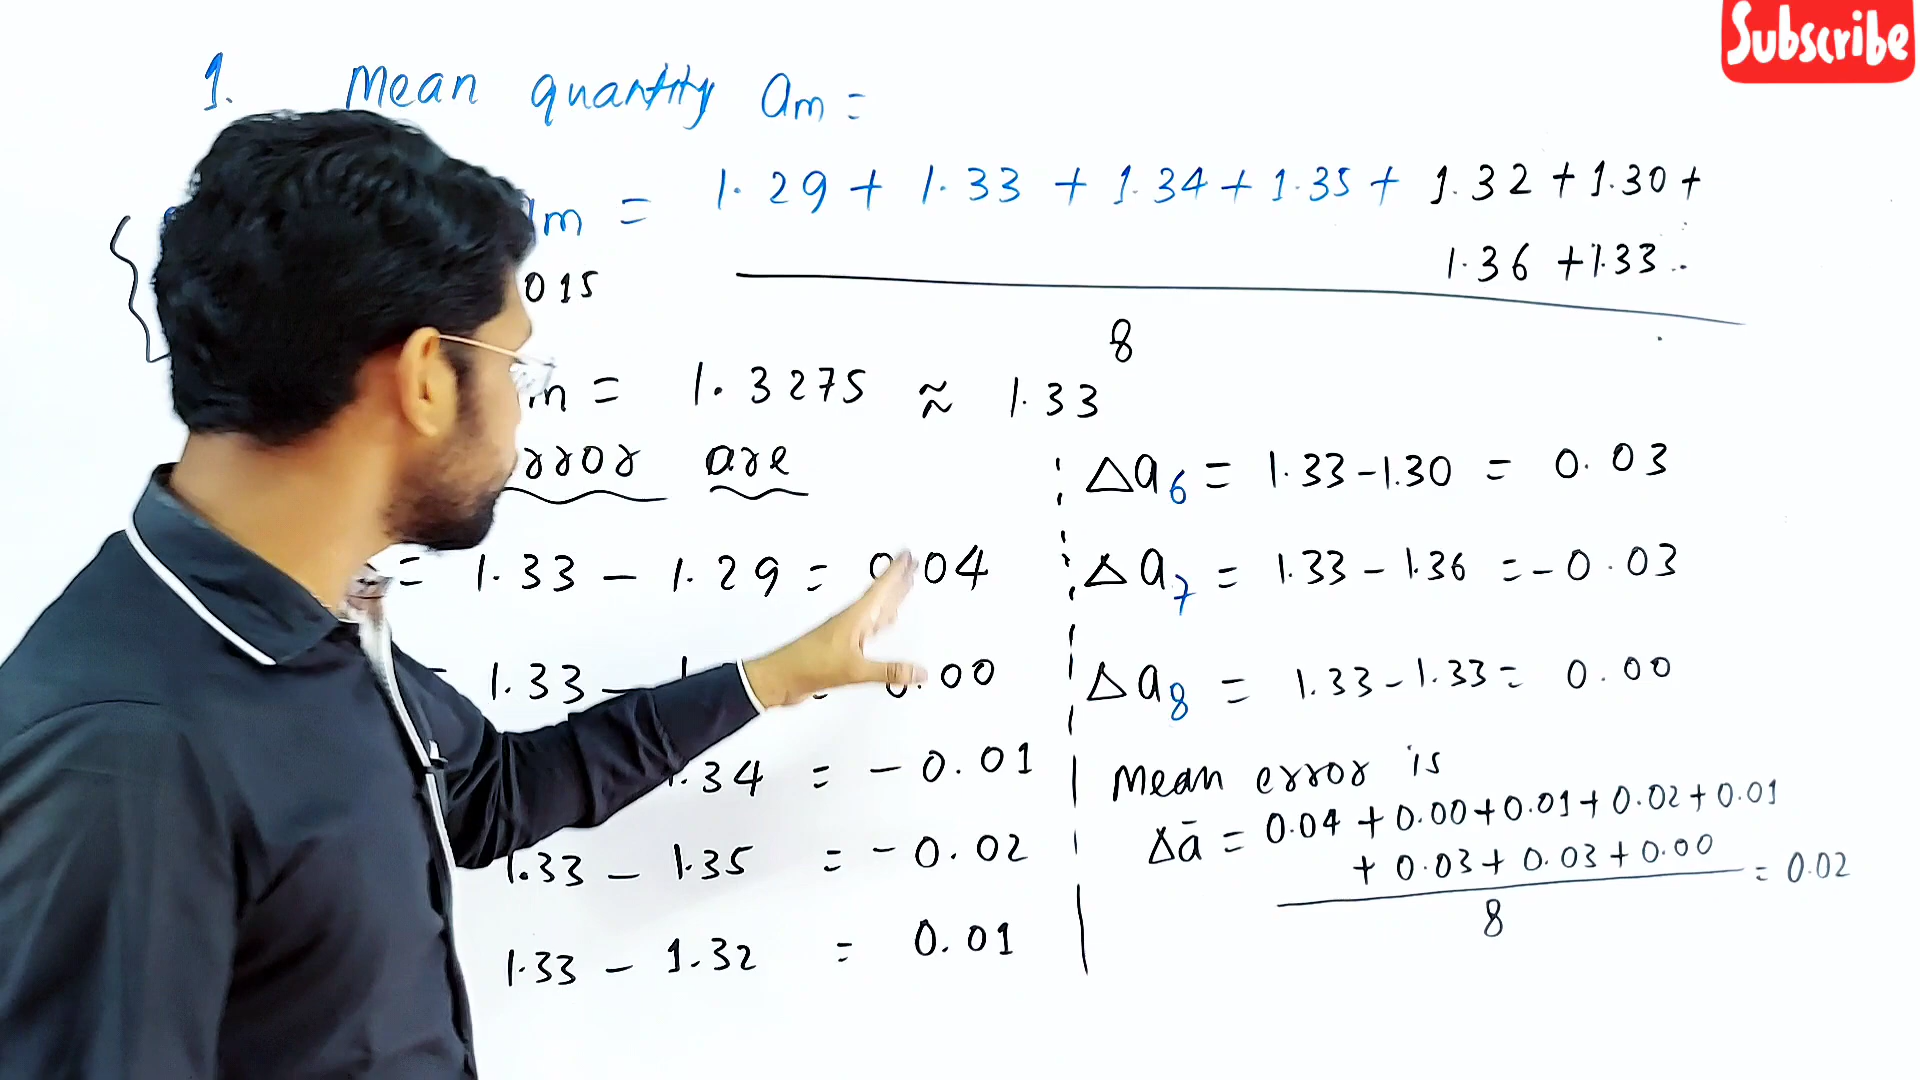 Subscribe
1. Mean quantity am =
m = 1.29 + 1.33 + 1.34 + 1.35 + 1.32 + 1.30 +
1.36 + 1.33
015
8
= 1.3275 ≈ 1.33
are
= 1.33 - 1.29 = 0.04
1.33 - = 0.00
1.34 = -0.01
1.33 - 1.35 = -0.02
1.33 - 1.32 = 0.01
Δa6 = 1.33 - 1.30 = 0.03
Δa7 = 1.33 - 1.36 = -0.03
Δa8 = 1.33 - 1.33 = 0.00
Mean error is
Δā = 0.04 + 0.00 + 0.01 + 0.02 + 0.01
+ 0.03 + 0.03 + 0.00 = 0.02
8